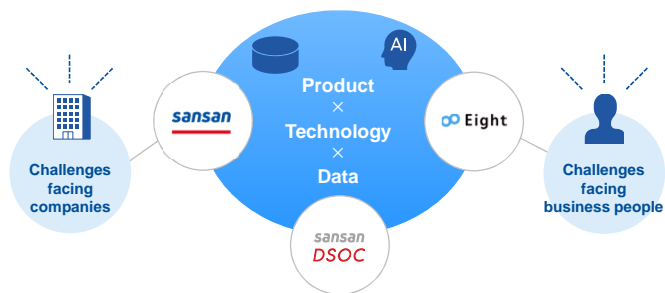 AI
Product
×
Technology
×
Data
sansan
Eight
sansan
DSOC
Challenges
facing
companies
Challenges
facing
business people